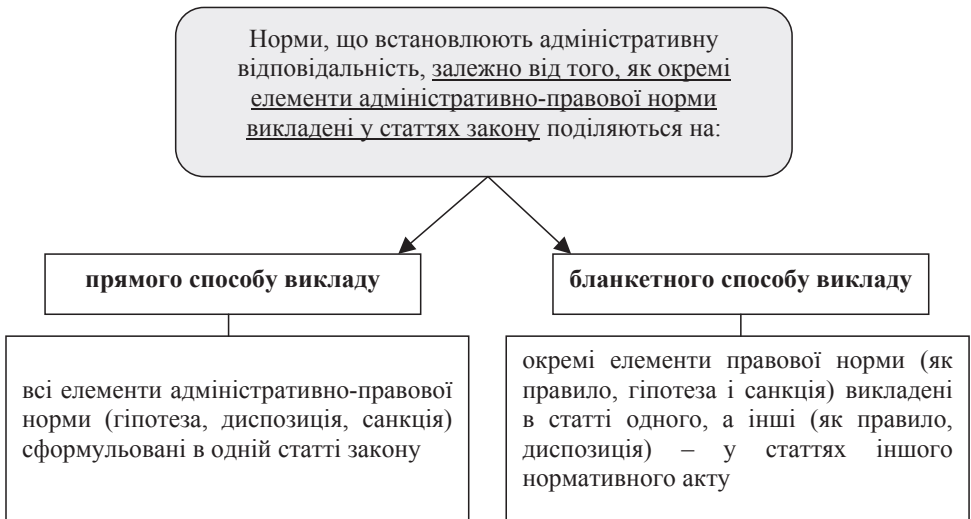 Норми, що встановлюють адміністративну
відповідальність, залежно від того, як окремі
елементи адміністративно-правової норми
викладені у статтях закону поділяються на:
прямого способу викладу
бланкетного способу викладу
всі елементи адміністративно-правової
норми (гіпотеза, диспозиція, санкція)
сформульовані в одній статті закону
окремі елементи правової норми (як
правило, гіпотеза і санкція) викладені
в статті одного, а інші (як правило,
диспозиція) – у статтях іншого
нормативного акту